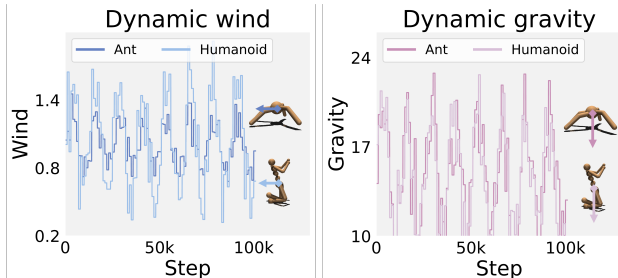 Dynamic wind
Ant Humanoid
Wind
1.4
0.8
0.2
0 50k 100k
Step
Dynamic gravity
Ant Humanoid
Gravity
24
17
10
0 50k 100k
Step